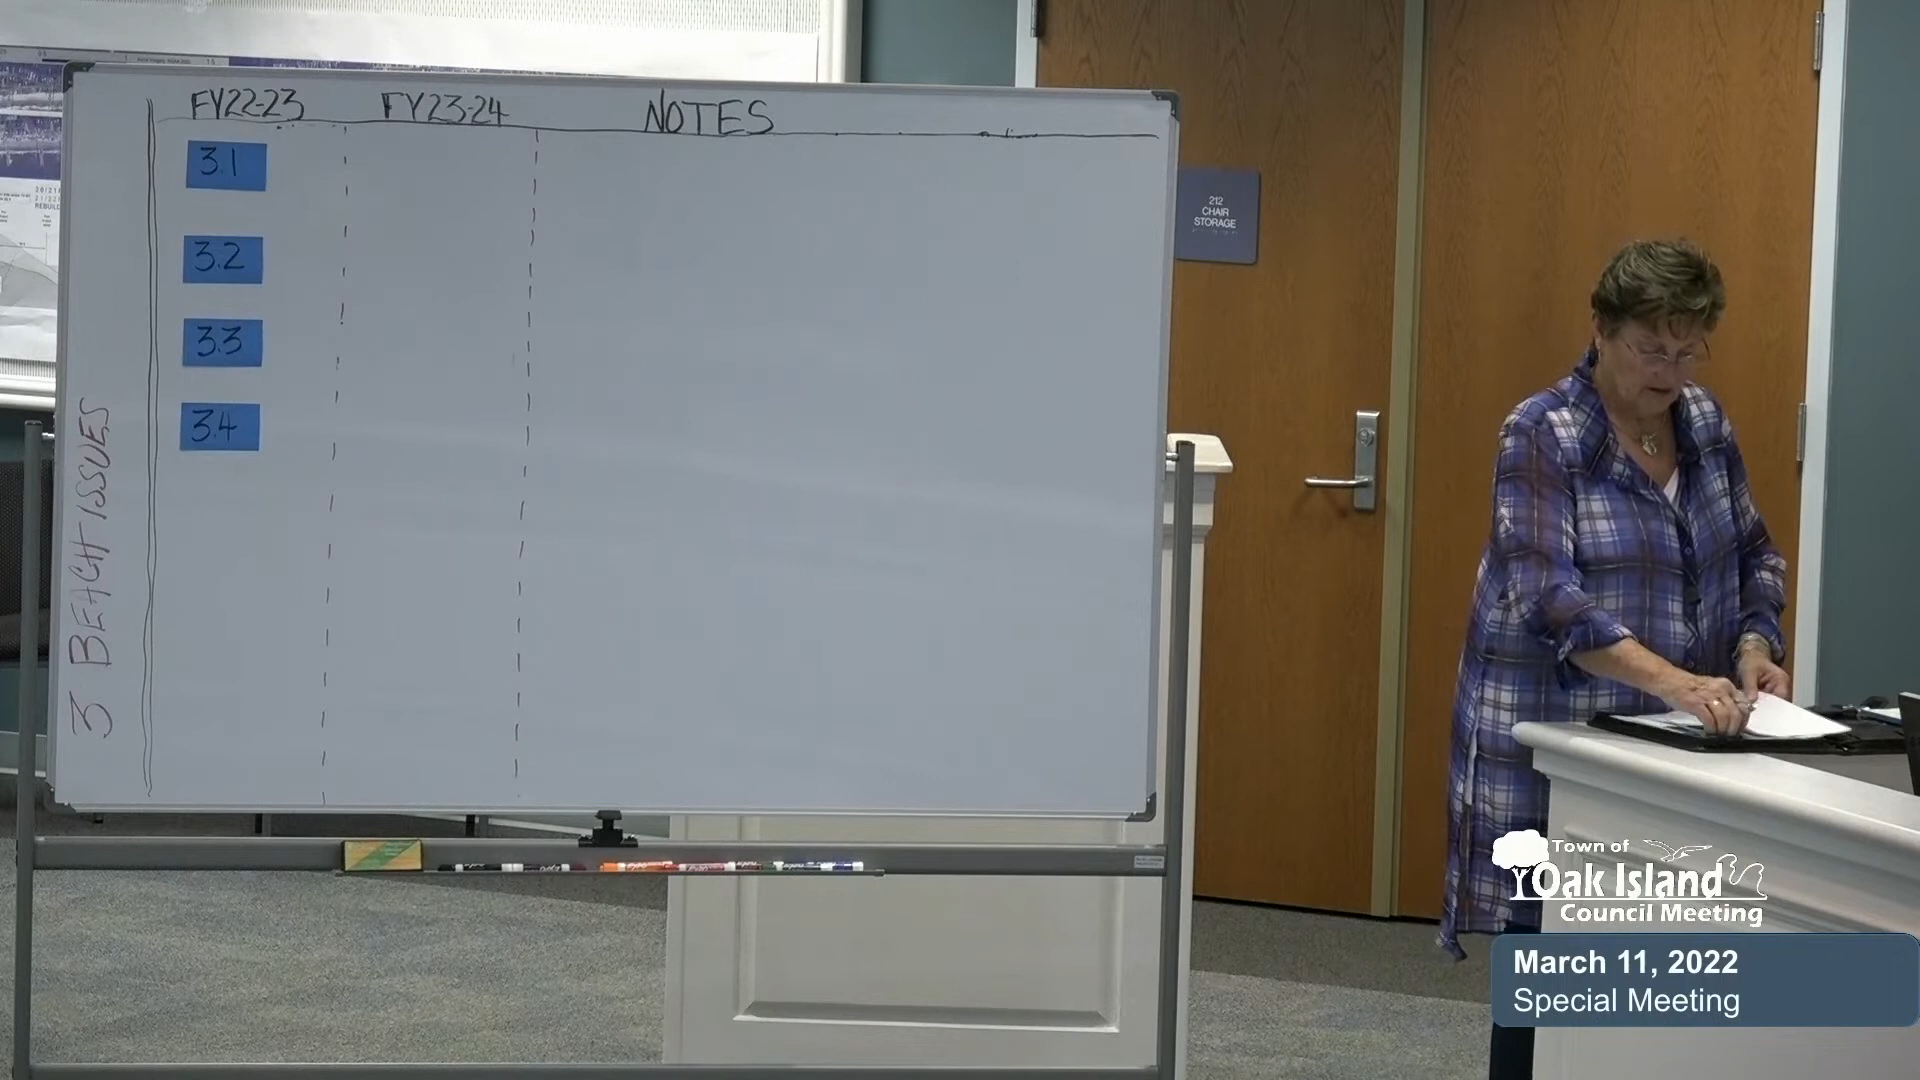 FY22-23 FY23-24 NOTES
3.1
3.2
3.3
3.4
3 BEACH ISSUES
212
CHAIR
STORAGE
REBUILD
Town of
Oak Island
Council Meeting
March 11, 2022
Special Meeting